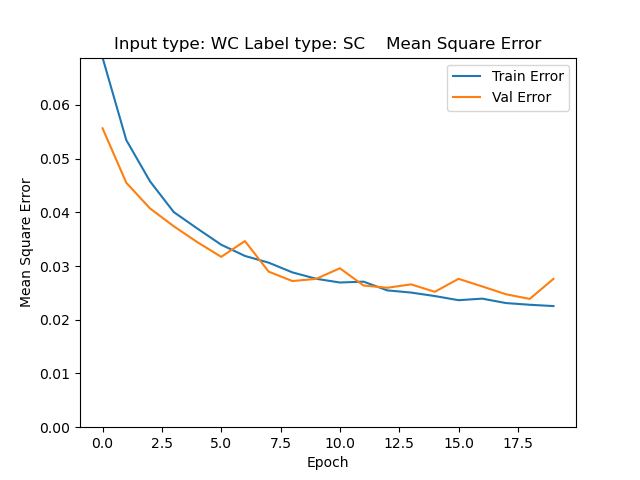 Input type: WC Label type: SC    Mean Square Error
Train Error
Val Error
Mean Square Error
0.06
0.05
0.04
0.03
0.02
0.01
0.00
0.0 2.5 5.0 7.5 10.0 12.5 15.0 17.5
Epoch